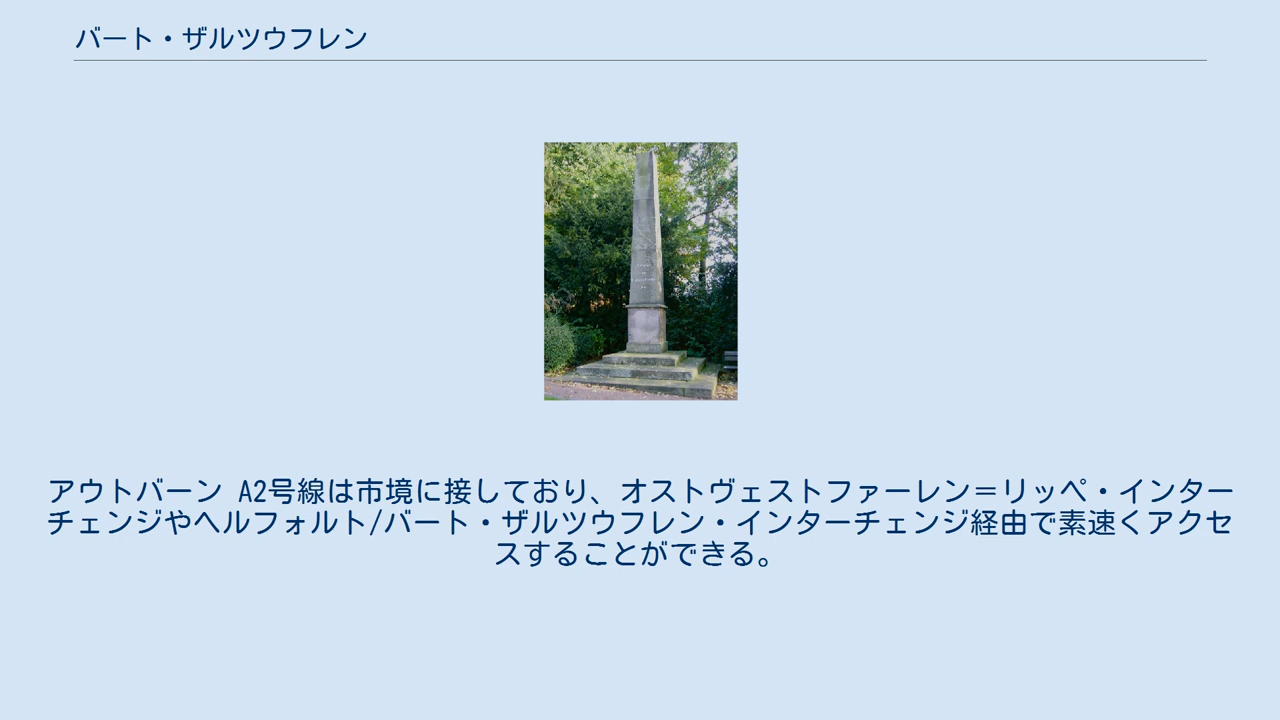 バート・ザルツウフレン
アウトバーン A2号線は市境に接しており、オストヴェストファーレン＝リッペ・インター
チェンジやヘルフォルト/バート・ザルツウフレン・インターチェンジ経由で素速くアクセ
スすることができる。